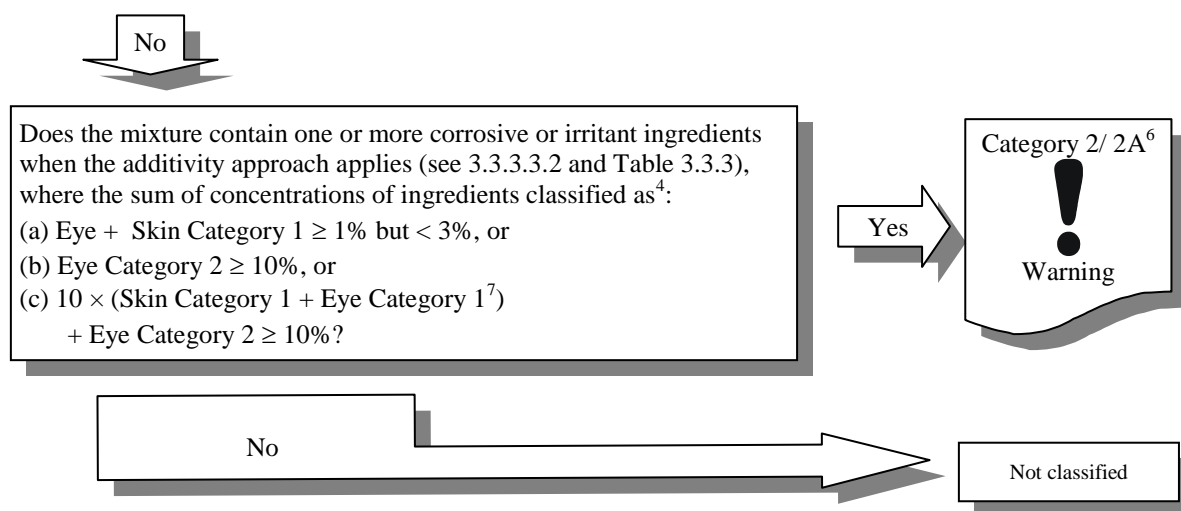 No
Does the mixture contain one or more corrosive or irritant ingredients
when the additivity approach applies (see 3.3.3.3.2 and Table 3.3.3),
where the sum of concentrations of ingredients classified as⁴:
(a) Eye + Skin Category 1 ≥ 1% but < 3%, or
(b) Eye Category 2 ≥ 10%, or
(c) 10 × (Skin Category 1 + Eye Category 1⁷)
+ Eye Category 2 ≥ 10%?
Yes
Category 2/ 2A⁶
Warning
No
Not classified